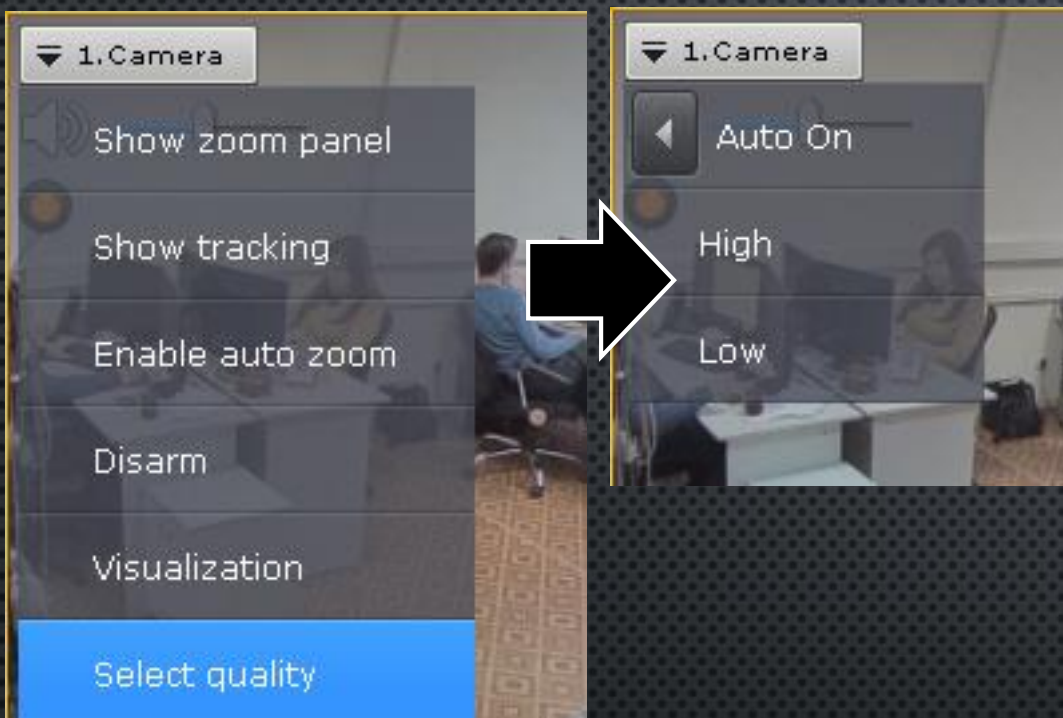 1.Camera
Show zoom panel
Show tracking
Enable auto zoom
Disarm
Visualization
Select quality
1.Camera
Auto On
High
Low